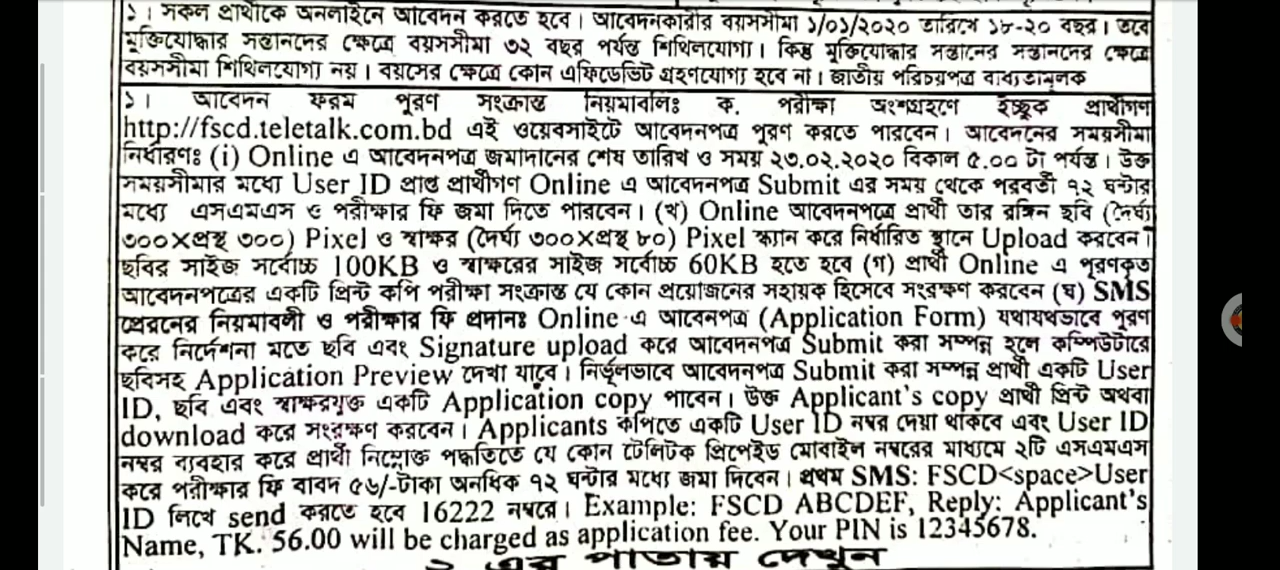 ১। সকল প্রার্থীকে অনলাইনে আবেদন করতে হবে। আবেদনকারীর বয়সসীমা ১/০১/২০২০ তারিখে ১৮-২০ বছর। তবে
মুক্তিযোদ্ধার সন্তানদের ক্ষেত্রে বয়সসীমা ৩২ বছর পর্যন্ত শিথিলযোগ্য। কিন্তু মুক্তিযোদ্ধার সন্তানের সন্তানদের ক্ষেত্রে
বয়সসীমা শিথিলযোগ্য নয়। বয়সের ক্ষেত্রে কোন এফিডেভিট গ্রহণযোগ্য হবে না। জাতীয় পরিচয়পত্র বাধ্যতামূলক
১। আবেদন ফরম পূরণ সংক্রান্ত নিয়মাবলিঃ ক. পরীক্ষা অংশগ্রহণে ইচ্ছুক প্রার্থীগণ
http://fscd.teletalk.com.bd এই ওয়েবসাইটে আবেদনপত্র পূরণ করতে পারবেন। আবেদনের সময়সীমা
নির্ধারণঃ (i) Online এ আবেদনপত্র জমাদানের শেষ তারিখ ও সময় ২৩.০২.২০২০ বিকাল ৫.০০ টা পর্যন্ত। উক্ত
সময়সীমার মধ্যে User ID প্রাপ্ত প্রার্থীগণ Online এ আবেদনপত্র Submit এর সময় থেকে পরবর্তী ৭২ ঘন্টার
মধ্যে এসএমএস ও পরীক্ষার ফি জমা দিতে পারবেন। (খ) Online আবেদনপত্রে প্রার্থী তার রঙ্গিন ছবি (দৈর্ঘ্য
৩০০Xপ্রস্থ ৩০০) Pixel ও স্বাক্ষর (দৈর্ঘ্য ৩০০Xপ্রস্থ ৮০) Pixel স্ক্যান করে নির্ধারিত স্থানে Upload করবেন।
ছবির সাইজ সর্বোচ্চ 100KB ও স্বাক্ষরের সাইজ সর্বোচ্চ 60KB হতে হবে (গ) প্রার্থী Online এ পূরণকৃত
আবেদনপত্রের একটি প্রিন্ট কপি পরীক্ষা সংক্রান্ত যে কোন প্রয়োজনের সহায়ক হিসেবে সংরক্ষণ করবেন (ঘ) SMS
প্রেরনের নিয়মাবলী ও পরীক্ষার ফি প্রদানঃ Online এ আবেনপত্র (Application Form) যথাযথভাবে পূরণ
করে নির্দেশনা মতে ছবি এবং Signature upload করে আবেদনপত্র Submit করা সম্পন্ন হলে কম্পিউটারে
ছবিসহ Application Preview দেখা যাবে। নির্ভূলভাবে আবেদনপত্র Submit করা সম্পন্ন প্রার্থী একটি User
ID, ছবি এবং স্বাক্ষরযুক্ত একটি Application copy পাবেন। উক্ত Applicant's copy প্রার্থী প্রিন্ট অথবা
download করে সংরক্ষণ করবেন। Applicants কপিতে একটি User ID নম্বর দেয়া থাকবে এবং User ID
নম্বর ব্যবহার করে প্রার্থী নিম্নোক্ত পদ্ধতিতে যে কোন টেলিটক প্রিপেইড মোবাইল নম্বরের মাধ্যমে ২টি এসএমএস
করে পরীক্ষার ফি বাবদ ৫৬/-টাকা অনধিক ৭২ ঘন্টার মধ্যে জমা দিবেন। প্রথম SMS: FSCD<space>User
ID লিখে send করতে হবে 16222 নম্বরে। Example: FSCD ABCDEF, Reply: Applicant's
Name, TK. 56.00 will be charged as application fee. Your PIN is 12345678.
২ এর পাতায় দেখুন